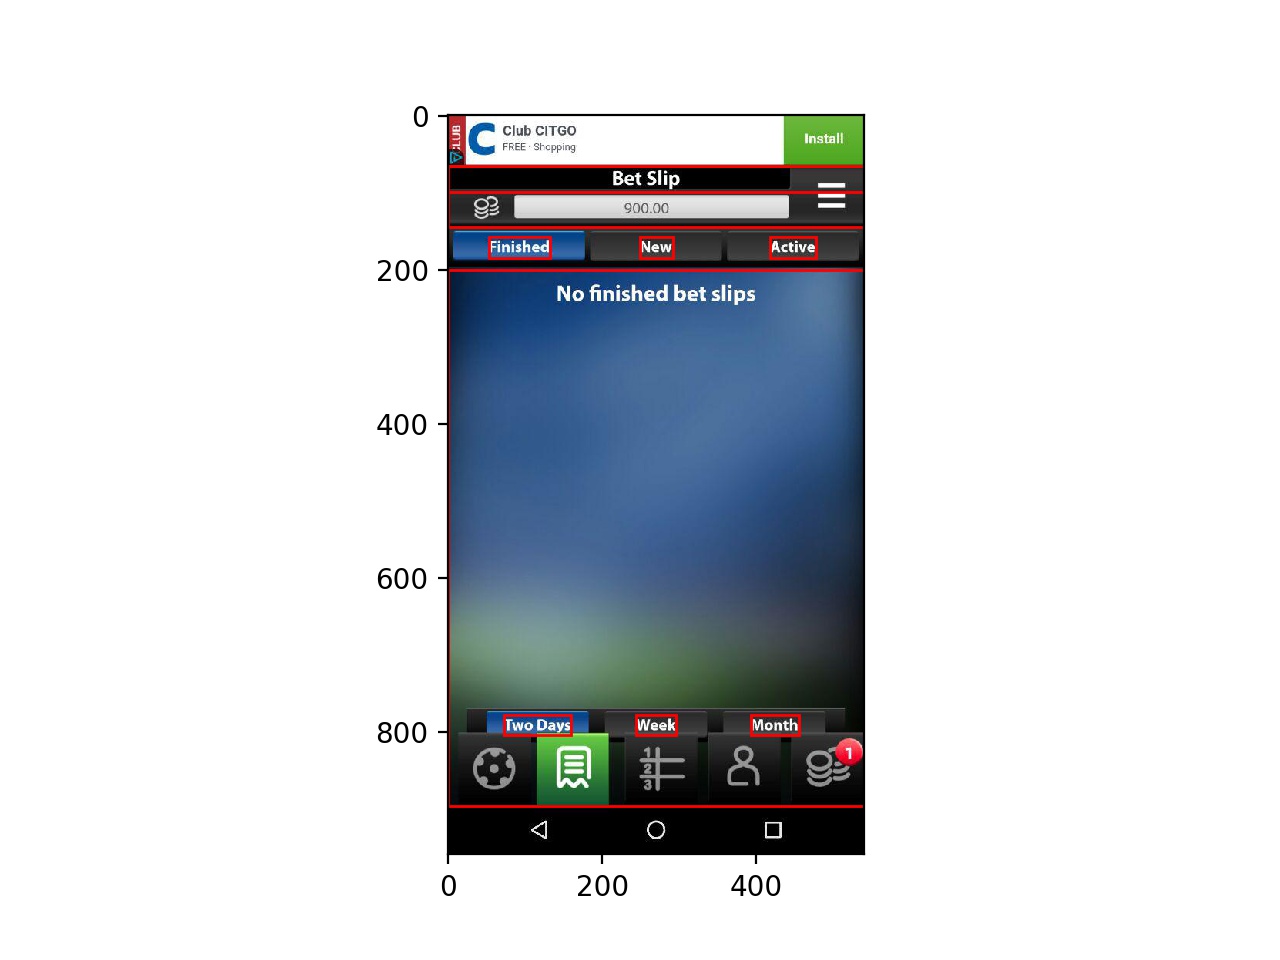 0
CLUB
C
Club CITGO
FREE · Shopping
Install
Bet Slip
900.00
Finished
New
Active
200
No finished bet slips
400
600
Two Days
Week
Month
800
1
2
3
1
0
200
400